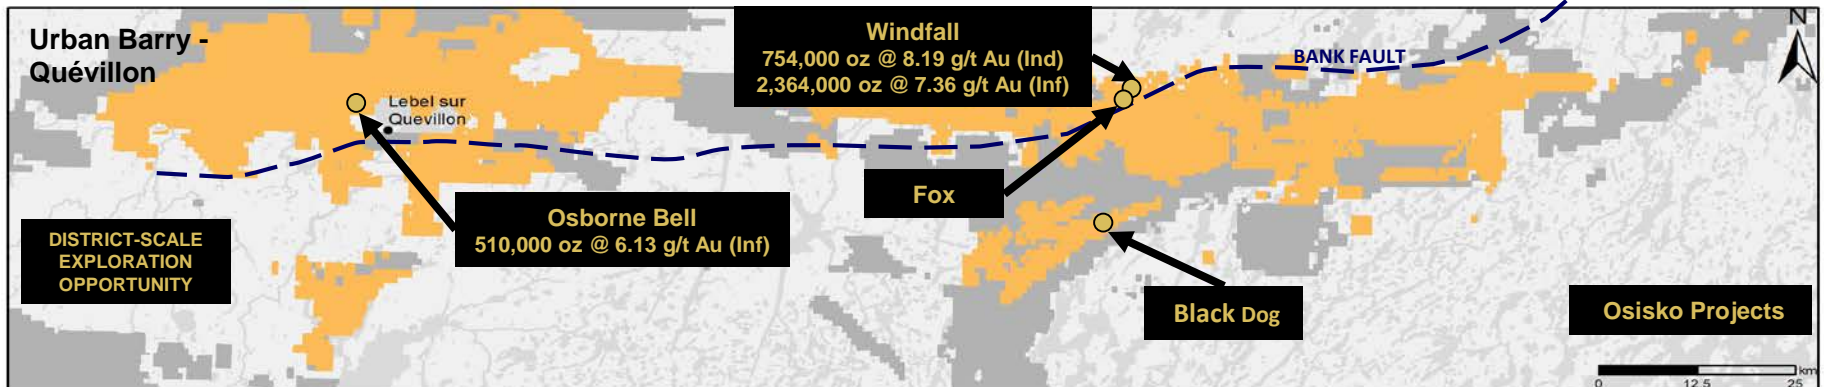 Urban Barry -
Quévillon
Lebel sur
Quevillon
Windfall
754,000 oz @ 8.19 g/t Au (Ind)
2,364,000 oz @ 7.36 g/t Au (Inf)
BANK FAULT
N
Fox
Osborne Bell
510,000 oz @ 6.13 g/t Au (Inf)
DISTRICT-SCALE
EXPLORATION
OPPORTUNITY
Black Dog
Osisko Projects
km
0 12.5 25